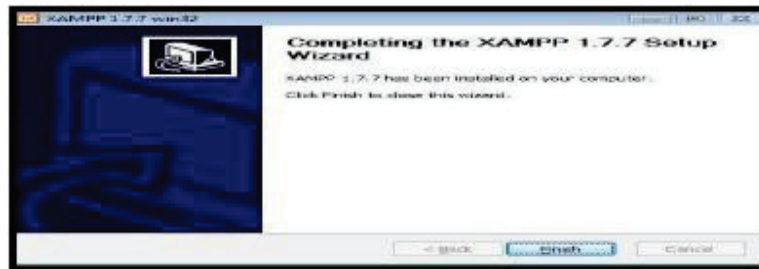 XAMPP 1.7.7 win32
Completing the XAMPP 1.7.7 Setup
Wizard
XAMPP 1.7.7 has been installed on your computer.
Click Finish to close this wizard.
< Back
Finish
Cancel